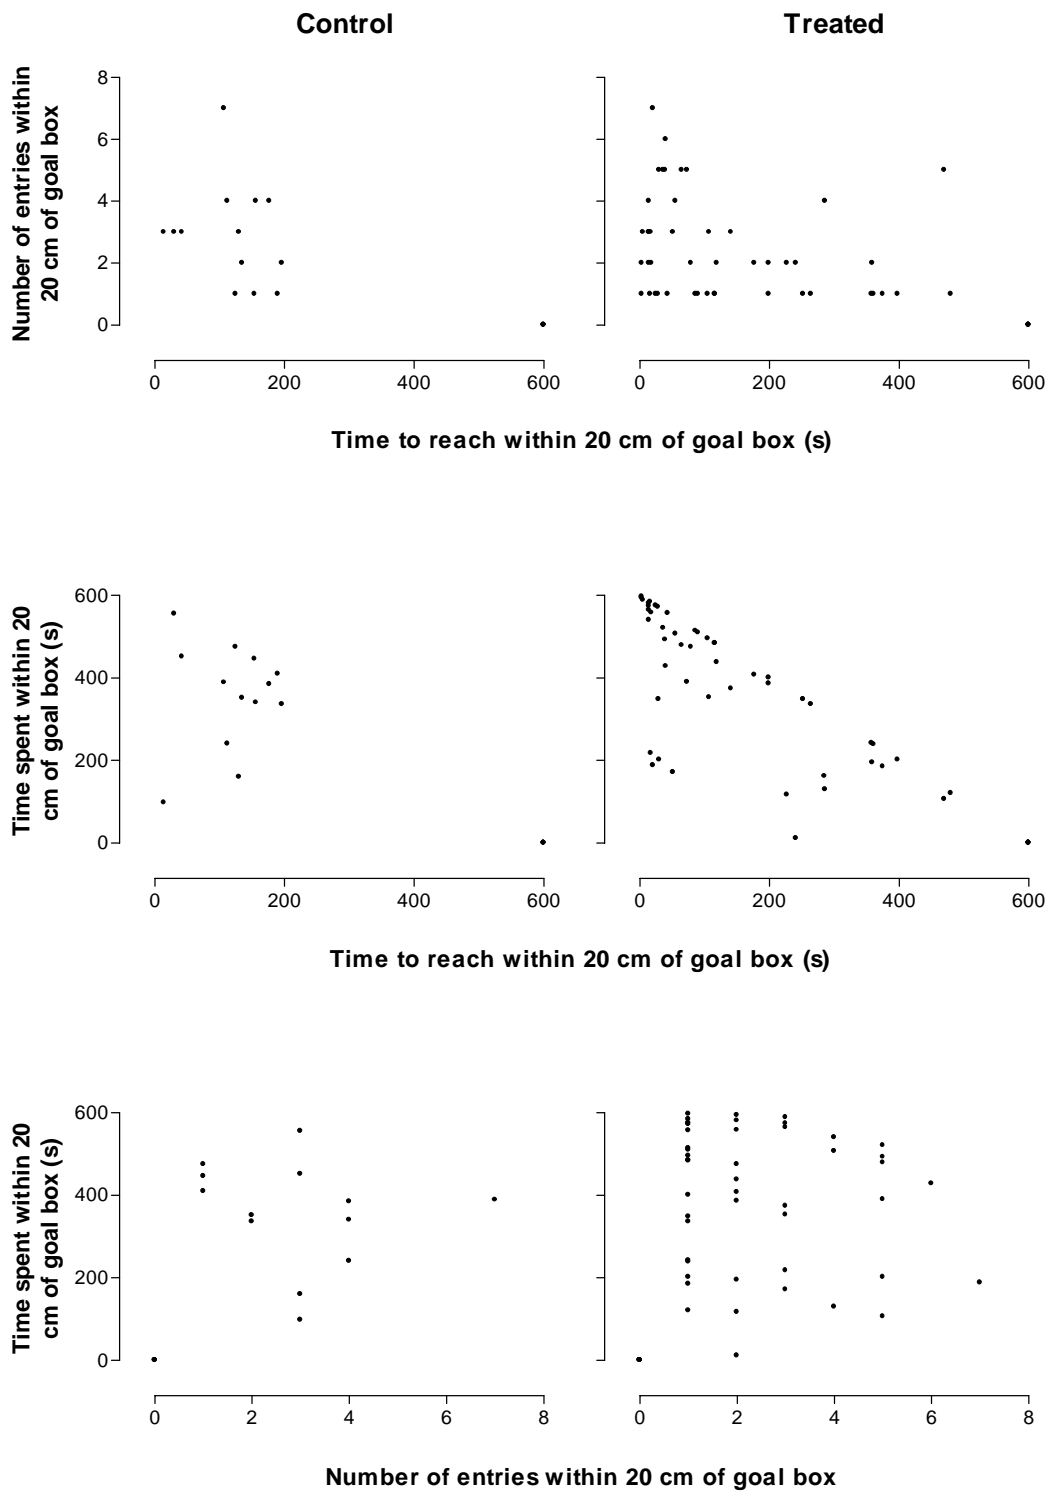 Control
Treated
Number of entries within
20 cm of goal box
8
6
4
2
0
0 200 400 600
0 200 400 600
Time to reach within 20 cm of goal box (s)
Time spent within 20
cm of goal box (s)
600
400
200
0
0 200 400 600
0 200 400 600
Time to reach within 20 cm of goal box (s)
Time spent within 20
cm of goal box (s)
600
400
200
0
0 2 4 6 8
0 2 4 6 8
Number of entries within 20 cm of goal box